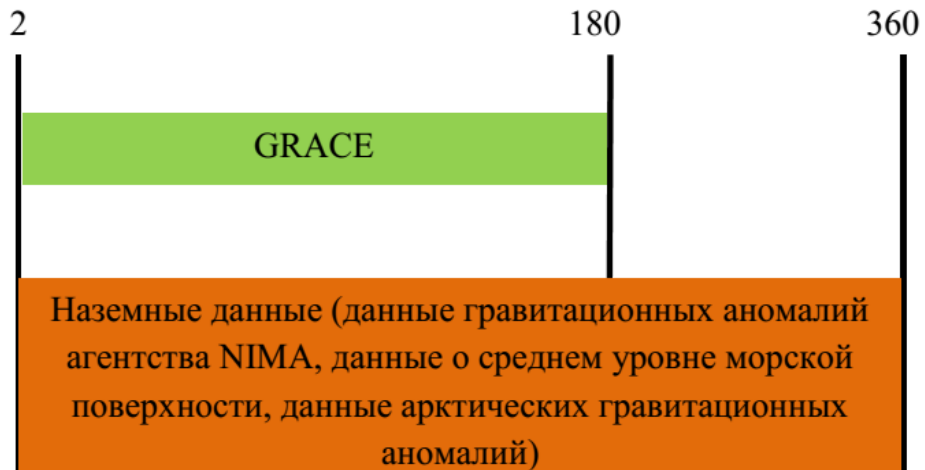 2 180 360
GRACE
Наземные данные (данные гравитационных аномалий
агентства NIMA, данные о среднем уровне морской
поверхности, данные арктических гравитационных
аномалий)